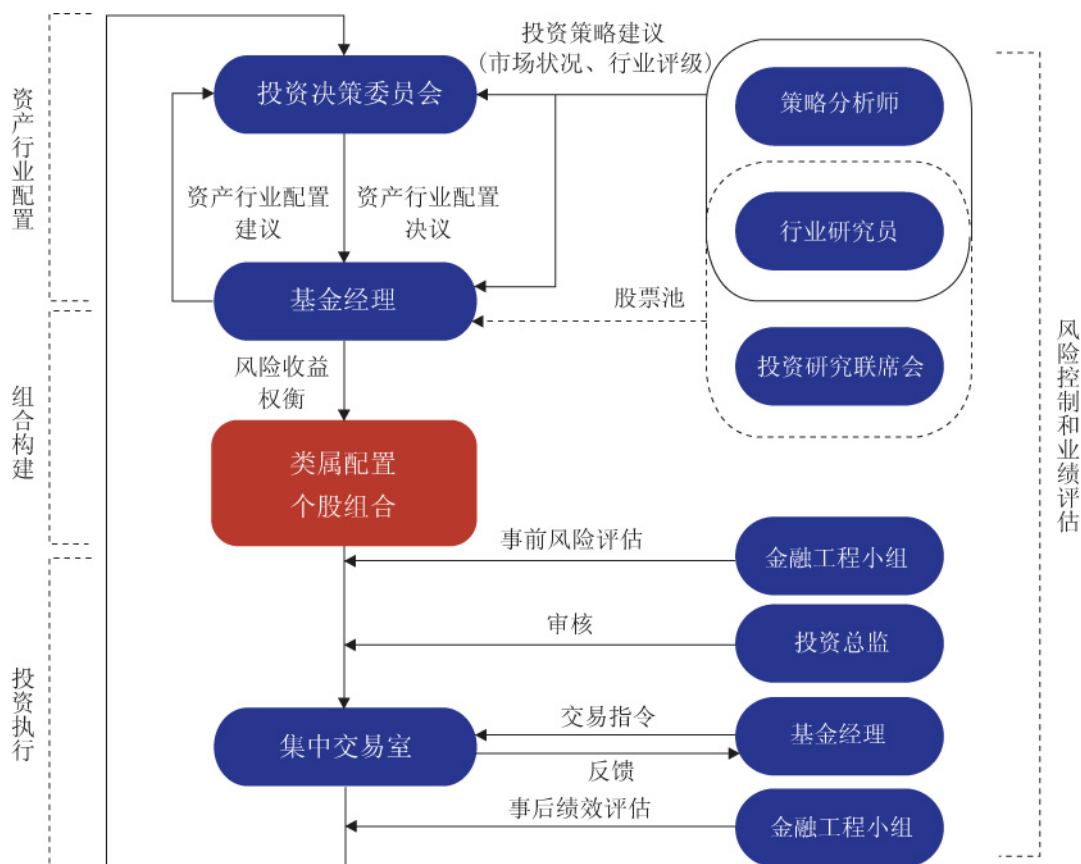 投资策略建议
(市场状况、行业评级)
投资决策委员会
策略分析师
资产行业配置
资产行业配置
建议
资产行业配置
决议
行业研究员
基金经理
股票池
投资研究联席会
风险收益
权衡
组合构建
类属配置
个股组合
风险控制和业绩评估
事前风险评估
金融工程小组
审核
投资总监
投资执行
集中交易室
交易指令
基金经理
反馈
事后绩效评估
金融工程小组